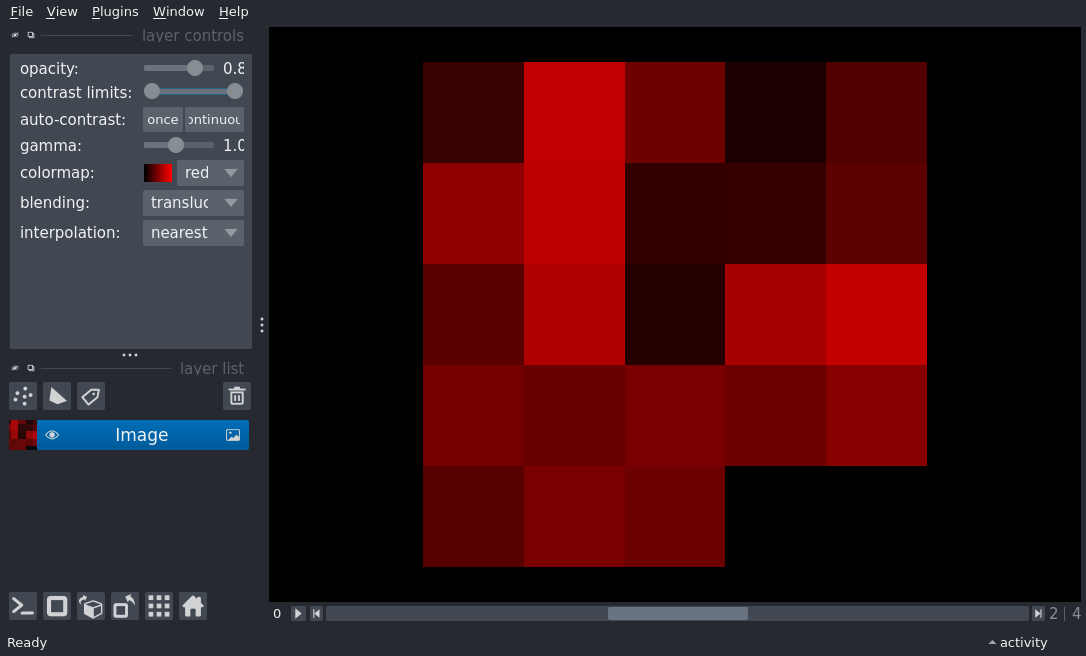 File View Plugins Window Help
layer controls
opacity: 0.8
contrast limits:
auto-contrast: once ontinuou
gamma: 1.0
colormap: red
blending: transluc
interpolation: nearest
layer list
Image
0 2 | 4
Ready activity